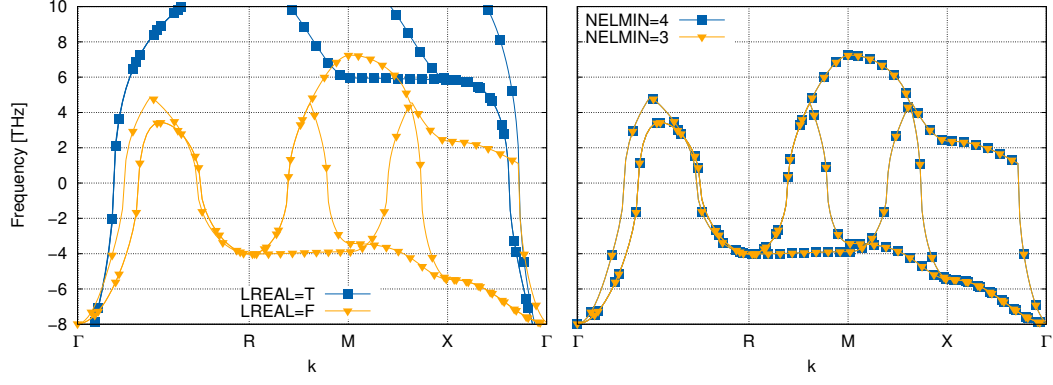 10
8
6
4
2
0
-2
-4
-6
-8
Frequency [THz]
LREAL=T
LREAL=F
Γ
R
M
X
Γ
k
NELMIN=4
NELMIN=3
Γ
R
M
X
Γ
k